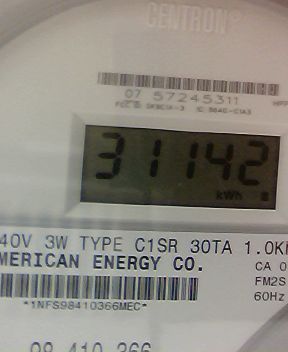 CENTRON®
07 57245311
31142
kWh
40V 3W TYPE C1SR 30TA 1.0K
MERICAN ENERGY CO.
CA 0
FM2S
60Hz
*1NFS98410366MEC*
98 410 366